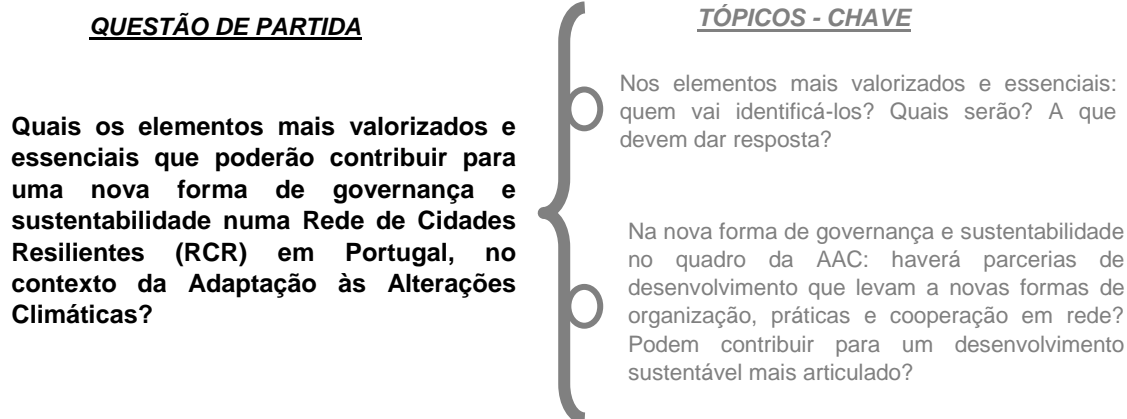 QUESTÃO DE PARTIDA
Quais os elementos mais valorizados e
essenciais que poderão contribuir para
uma nova forma de governança e
sustentabilidade numa Rede de Cidades
Resilientes (RCR) em Portugal, no
contexto da Adaptação às Alterações
Climáticas?
TÓPICOS - CHAVE
Nos elementos mais valorizados e essenciais:
quem vai identificá-los? Quais serão? A que
devem dar resposta?
Na nova forma de governança e sustentabilidade
no quadro da AAC: haverá parcerias de
desenvolvimento que levam a novas formas de
organização, práticas e cooperação em rede?
Podem contribuir para um desenvolvimento
sustentável mais articulado?